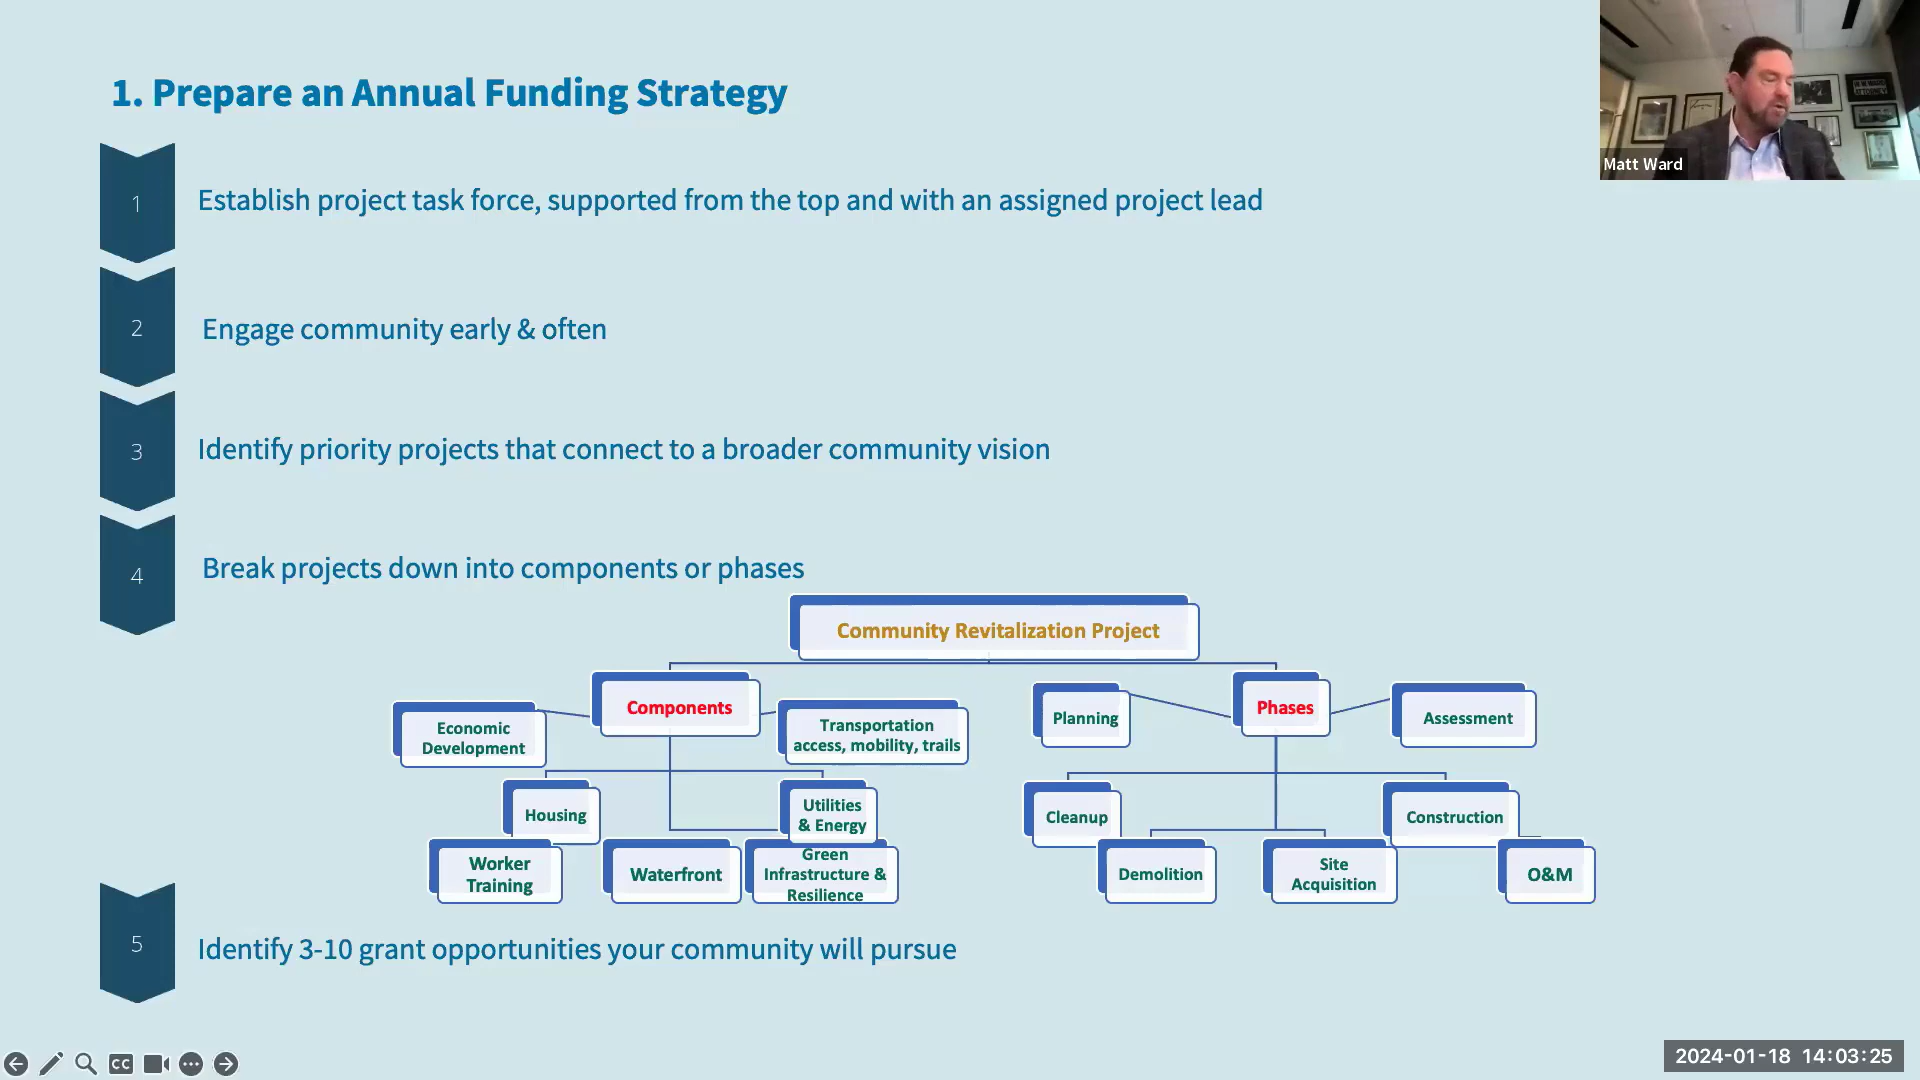 1. Prepare an Annual Funding Strategy
Matt Ward
1
Establish project task force, supported from the top and with an assigned project lead
2
Engage community early & often
3
Identify priority projects that connect to a broader community vision
4
Break projects down into components or phases
Community Revitalization Project
Components
Economic
Development
Transportation
access, mobility, trails
Housing
Utilities
& Energy
Worker
Training
Waterfront
Green
Infrastructure &
Resilience
Phases
Planning
Assessment
Cleanup
Construction
Demolition
Site
Acquisition
O&M
5
Identify 3-10 grant opportunities your community will pursue
CC
2024-01-18 14:03:25